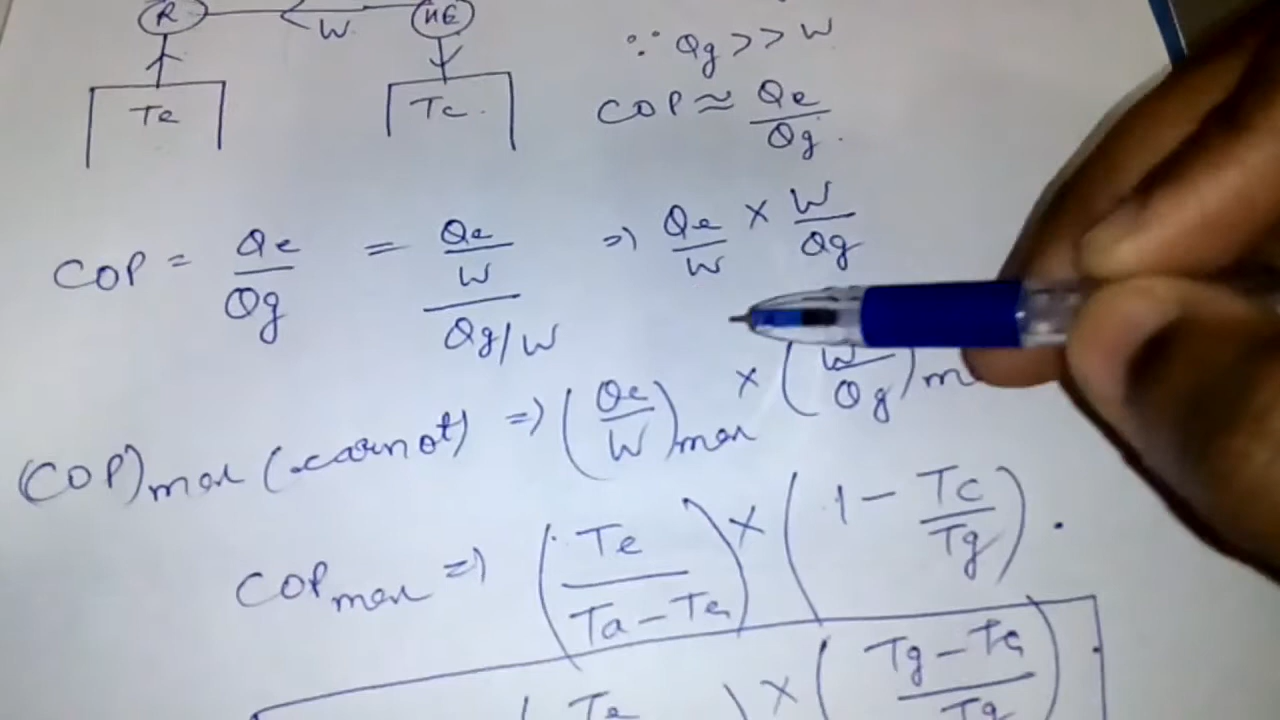 R W HE
Te Tc.
∵ Qg >> W
COP ≈ Qe/Qg.
COP = Qe/Qg = (Qe/W)/(Qg/W) ⇒ Qe/W × W/Qg
(COP)max (carnot) ⇒ (Qe/W)max × (W/Qg)m
COPmax ⇒ (Te/(Ta-Te)) × (1 - Tc/Tg).
(Te ) × ((Tg-Tc)/Tg)